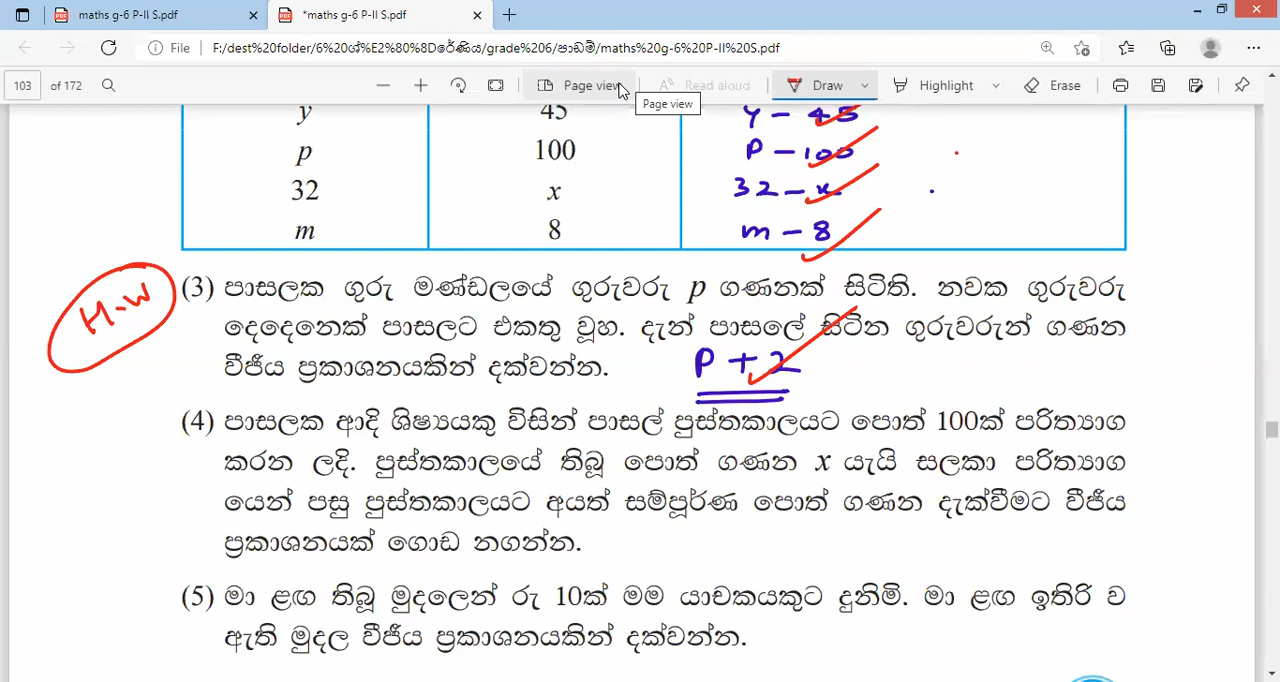 maths g-6 P-II S.pdf
*maths g-6 P-II S.pdf
File
F:/dest%20folder/6%20ශ්%E2%80%8Dරේණිය/grade%206/පාඩම්/maths%20g-6%20P-II%20S.pdf
103 of 172
Page view
Read aloud
Draw
Highlight
Erase
Page view
y 45 y – 45
p 100 P – 100
32 x 32 – x
m 8 m – 8
H-W
(3) පාසලක ගුරු මණ්ඩලයේ ගුරුවරු p ගණනක් සිටිති. නවක ගුරුවරු
දෙදෙනෙක් පාසලට එකතු වූහ. දැන් පාසලේ සිටින ගුරුවරුන් ගණන
වීජීය ප්‍රකාශනයකින් දක්වන්න. P + 2
(4) පාසලක ආදි ශිෂ්‍යයකු විසින් පාසල් පුස්තකාලයට පොත් 100ක් පරිත්‍යාග
කරන ලදි. පුස්තකාලයේ තිබූ පොත් ගණන x යැයි සලකා පරිත්‍යාග
යෙන් පසු පුස්තකාලයට අයත් සම්පූර්ණ පොත් ගණන දැක්වීමට වීජීය
ප්‍රකාශනයක් ගොඩ නගන්න.
(5) මා ළඟ තිබූ මුදලෙන් රු 10ක් මම යාචකයකුට දුනිමි. මා ළඟ ඉතිරි ව
ඇති මුදල වීජීය ප්‍රකාශනයකින් දක්වන්න.